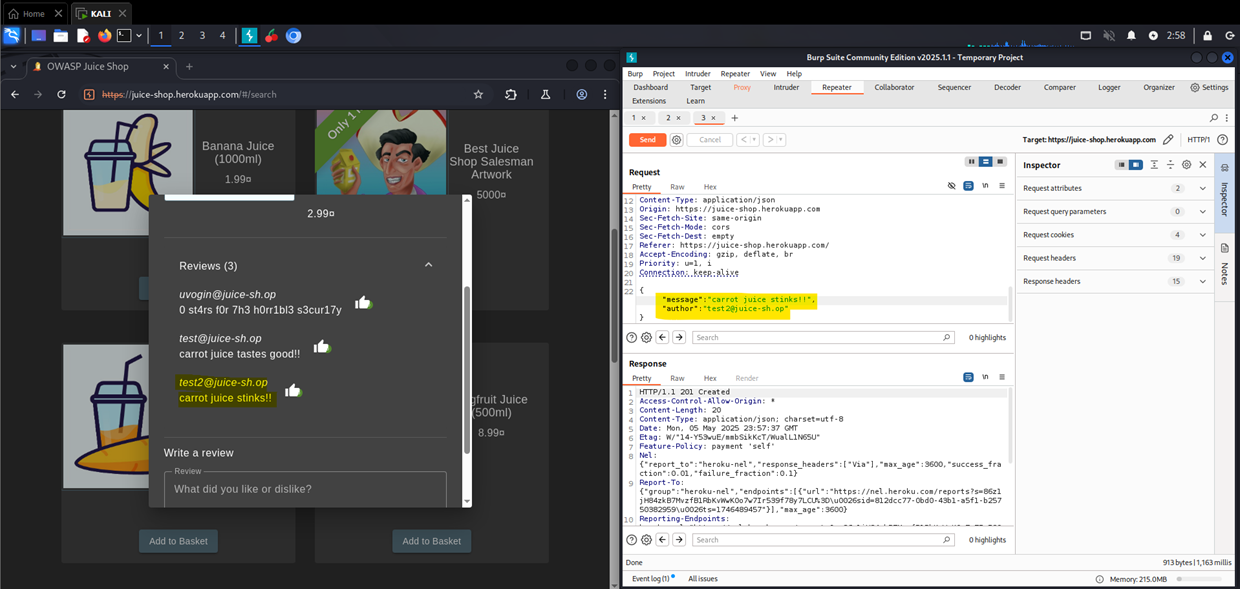 Home
KALI
1 2 3 4
2:58
OWASP Juice Shop
https://juice-shop.herokuapp.com/#/search
Banana Juice
(1000ml)
1.99¤
Only 1
Best Juice
Shop Salesman
Artwork
5000¤
2.99¤
Reviews (3)
uvogin@juice-sh.op
0 st4rs f0r 7h3 h0rr1bl3 s3cur17y
test@juice-sh.op
carrot juice tastes good!!
test2@juice-sh.op
carrot juice stinks!!
gfruit Juice
(500ml)
8.99¤
Write a review
Review
What did you like or dislike?
Add to Basket
Add to Basket
Burp Suite Community Edition v2025.1.1 - Temporary Project
Burp Project Intruder Repeater View Help
Dashboard Target Proxy Intruder Repeater Collaborator Sequencer Decoder Comparer Logger Organizer Settings
Extensions Learn
1 2 3
Send Cancel
Target: https://juice-shop.herokuapp.com HTTP/1
Request
Pretty Raw Hex
12 Content-Type: application/json
13 Origin: https://juice-shop.herokuapp.com
14 Sec-Fetch-Site: same-origin
15 Sec-Fetch-Mode: cors
16 Sec-Fetch-Dest: empty
17 Referer: https://juice-shop.herokuapp.com/
18 Accept-Encoding: gzip, deflate, br
19 Priority: u=1, i
20 Connection: keep-alive
21
22 {
"message":"carrot juice stinks!!",
"author":"test2@juice-sh.op"
}
Search
0 highlights
Response
Pretty Raw Hex Render
1 HTTP/1.1 201 Created
2 Access-Control-Allow-Origin: *
3 Content-Length: 20
4 Content-Type: application/json; charset=utf-8
5 Date: Mon, 05 May 2025 23:57:37 GMT
6 Etag: W/"14-Y53wuE/mmbSikKcT/WualL1N65U"
7 Feature-Policy: payment 'self'
8 Nel:
{"report_to":"heroku-nel","response_headers":["Via"],"max_age":3600,"success_fra
ction":0.01,"failure_fraction":0.1}
9 Report-To:
{"group":"heroku-nel","endpoints":[{"url":"https://nel.heroku.com/reports?s=86z1
jH84zkB7MvzfB1RbKvWwKOo7w7Ir539f78y7LCU%3D\u0026sid=812dcc77-0bd0-43b1-a5f1-b257
50382959\u0026ts=1746489457"}],"max_age":3600}
10 Reporting-Endpoints:
Search
0 highlights
Done
913 bytes | 1,163 millis
Event log (1) All issues
Memory: 215.0MB
Inspector
Request attributes 2
Request query parameters 0
Request cookies 4
Request headers 19
Response headers 15
Inspector
Notes